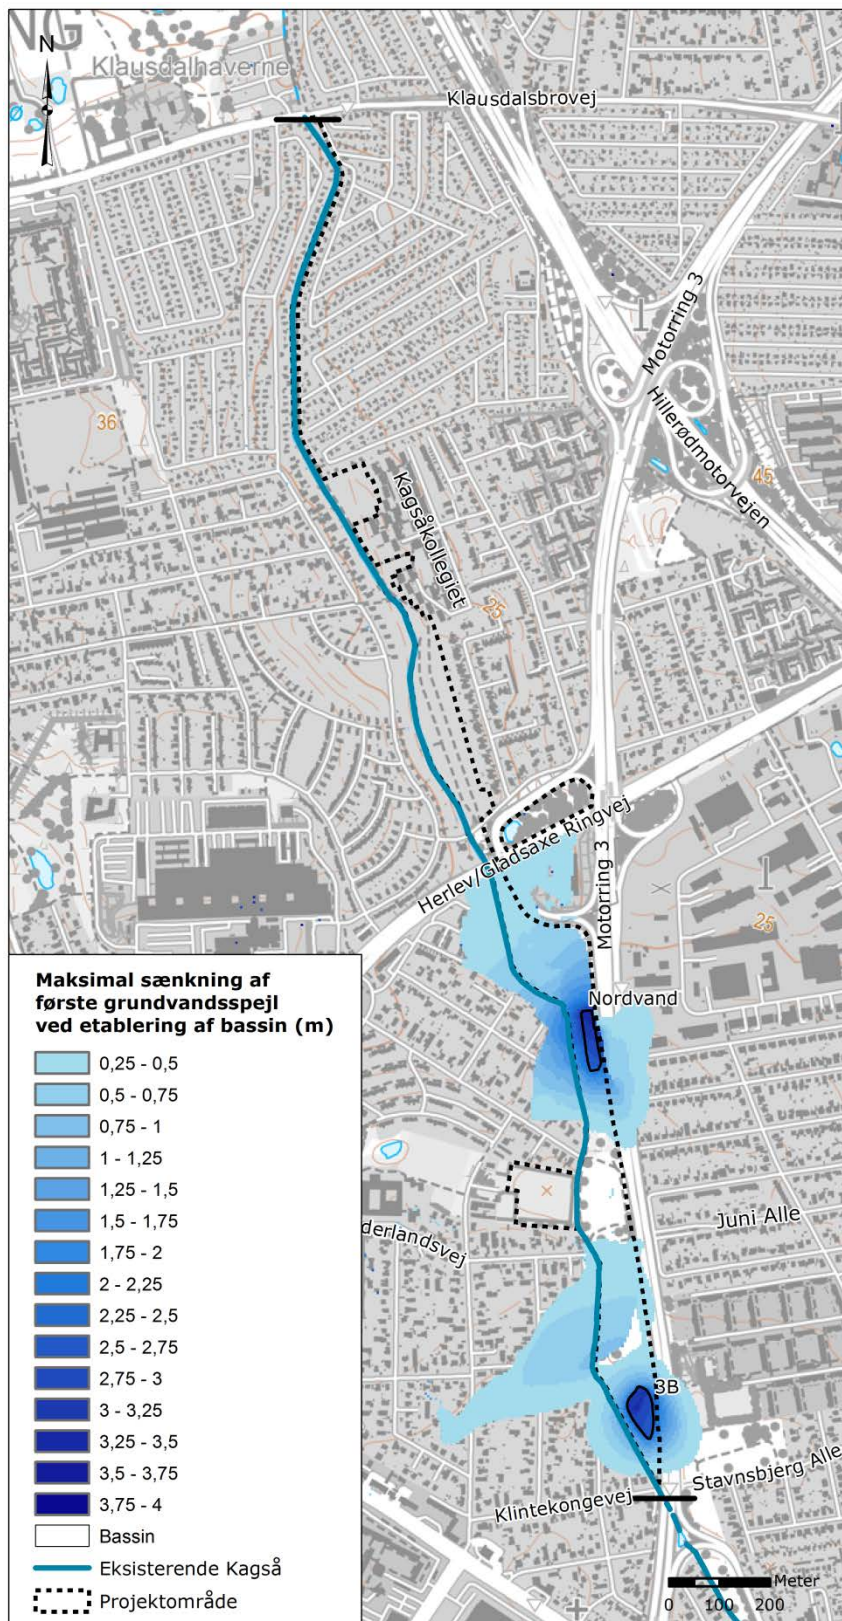 NG
N
Klausdalhaverne
Klausdalsbrovej
Motorring 3
Hillerødmotorvejen
36
45
Kagsåkollegiet
25
Herlev/Gladsaxe Ringvej
Motorring 3
25
Nordvand
Juni Alle
derlandsvej
3B
Stavnsbjerg Alle
Klintekongevej
Maksimal sænkning af
første grundvandsspejl
ved etablering af bassin (m)
0,25 - 0,5
0,5 - 0,75
0,75 - 1
1 - 1,25
1,25 - 1,5
1,5 - 1,75
1,75 - 2
2 - 2,25
2,25 - 2,5
2,5 - 2,75
2,75 - 3
3 - 3,25
3,25 - 3,5
3,5 - 3,75
3,75 - 4
Bassin
Eksisterende Kagså
Projektområde
Meter
0 100 200